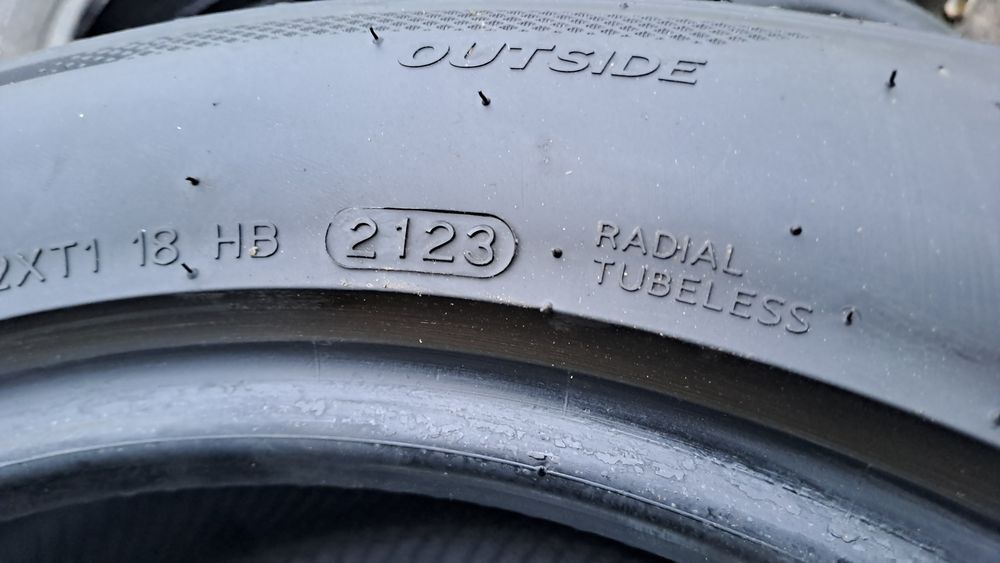 OUTSIDE
2XT1 18 HB 2123
RADIAL
TUBELESS